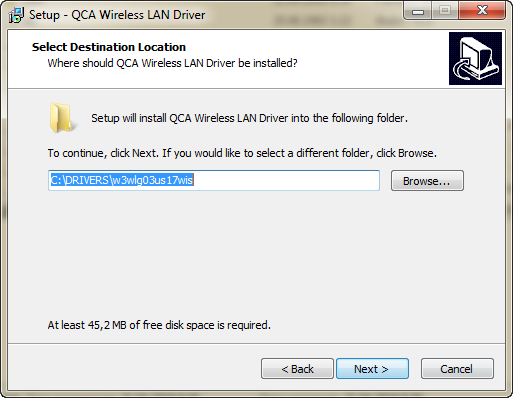 Setup - QCA Wireless LAN Driver
Select Destination Location
Where should QCA Wireless LAN Driver be installed?
Setup will install QCA Wireless LAN Driver into the following folder.
To continue, click Next. If you would like to select a different folder, click Browse.
C:\DRIVERS\w3wlg03us17wis
Browse...
At least 45,2 MB of free disk space is required.
< Back
Next >
Cancel